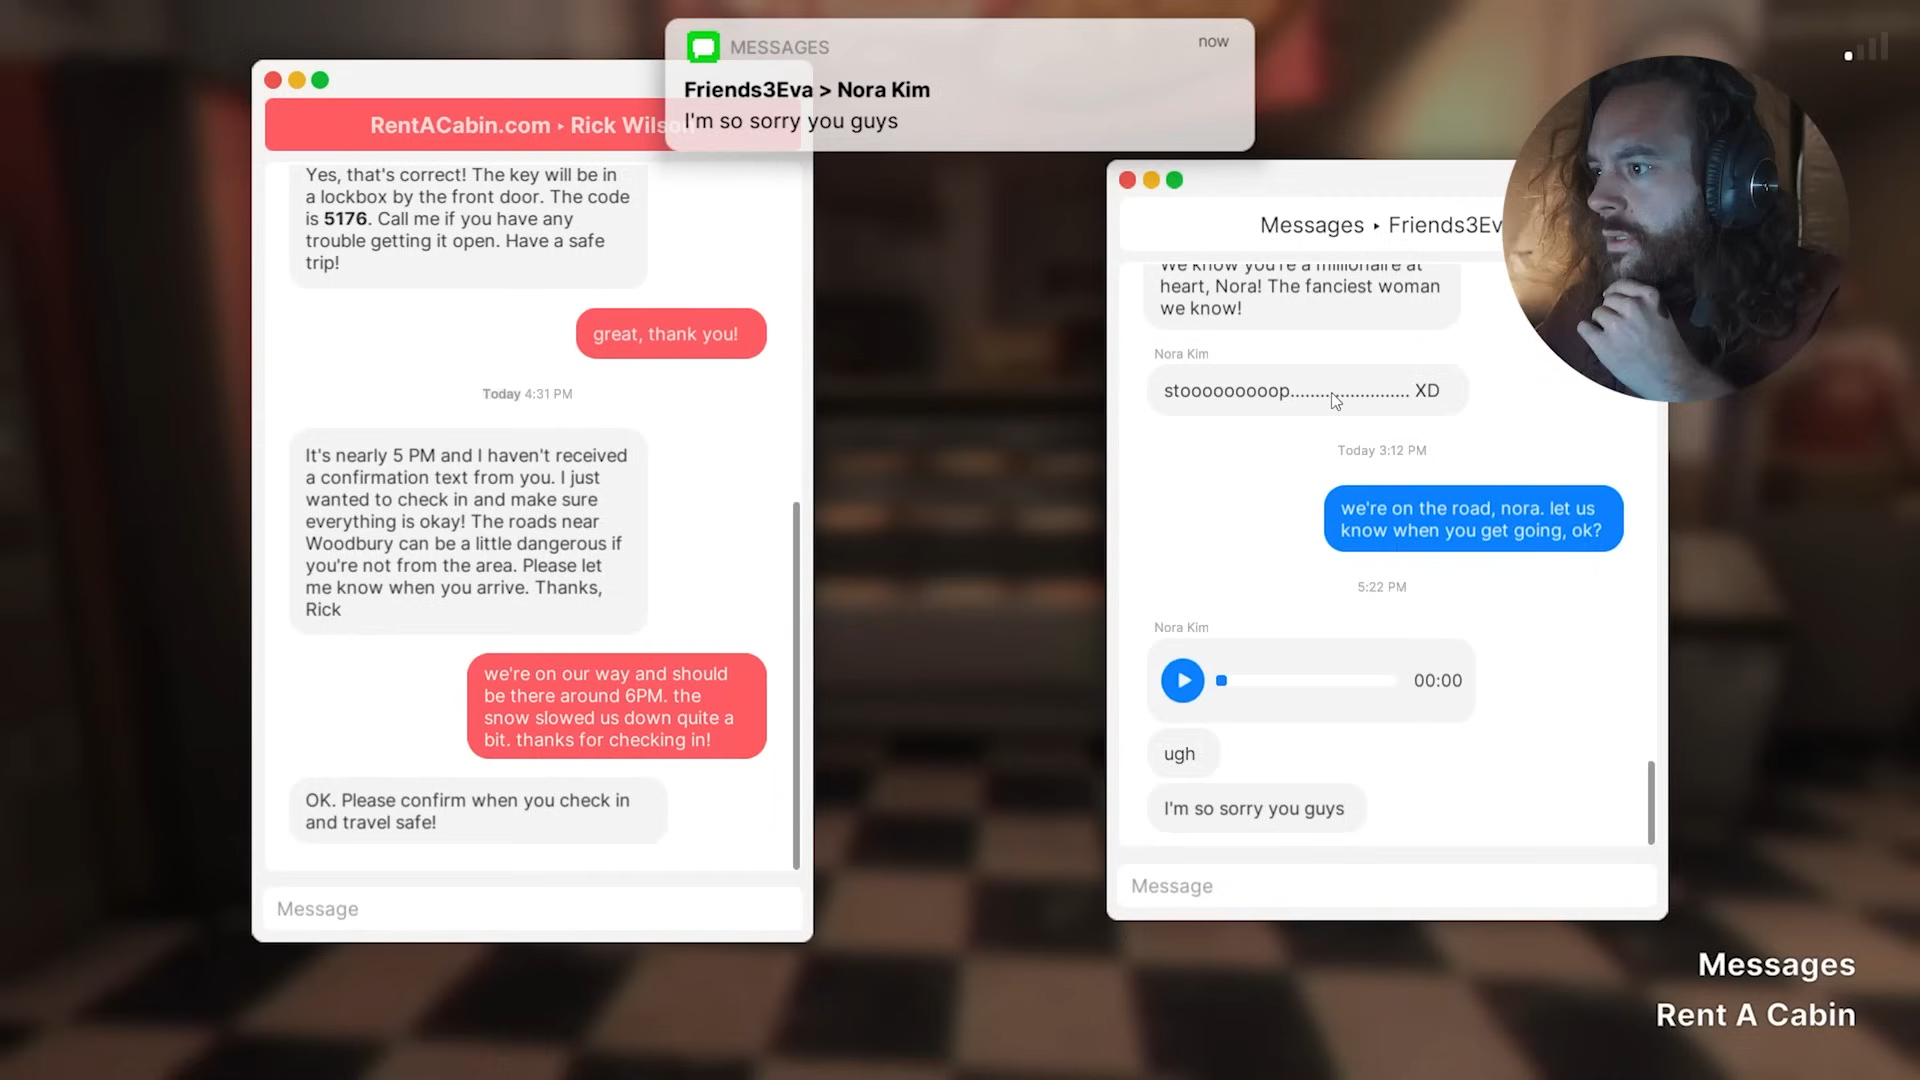 MESSAGES
now
Friends3Eva > Nora Kim
I'm so sorry you guys
RentACabin.com ▸ Rick Wilson
Yes, that's correct! The key will be in
a lockbox by the front door. The code
is 5176. Call me if you have any
trouble getting it open. Have a safe
trip!
great, thank you!
Today 4:31 PM
It's nearly 5 PM and I haven't received
a confirmation text from you. I just
wanted to check in and make sure
everything is okay! The roads near
Woodbury can be a little dangerous if
you're not from the area. Please let
me know when you arrive. Thanks,
Rick
we're on our way and should
be there around 6PM. the
snow slowed us down quite a
bit. thanks for checking in!
OK. Please confirm when you check in
and travel safe!
Message
Messages ▸ Friends3Ev
We know you're a millionaire at
heart, Nora! The fanciest woman
we know!
Nora Kim
stoooooooooop........................ XD
Today 3:12 PM
we're on the road, nora. let us
know when you get going, ok?
5:22 PM
Nora Kim
00:00
ugh
I'm so sorry you guys
Message
Messages
Rent A Cabin